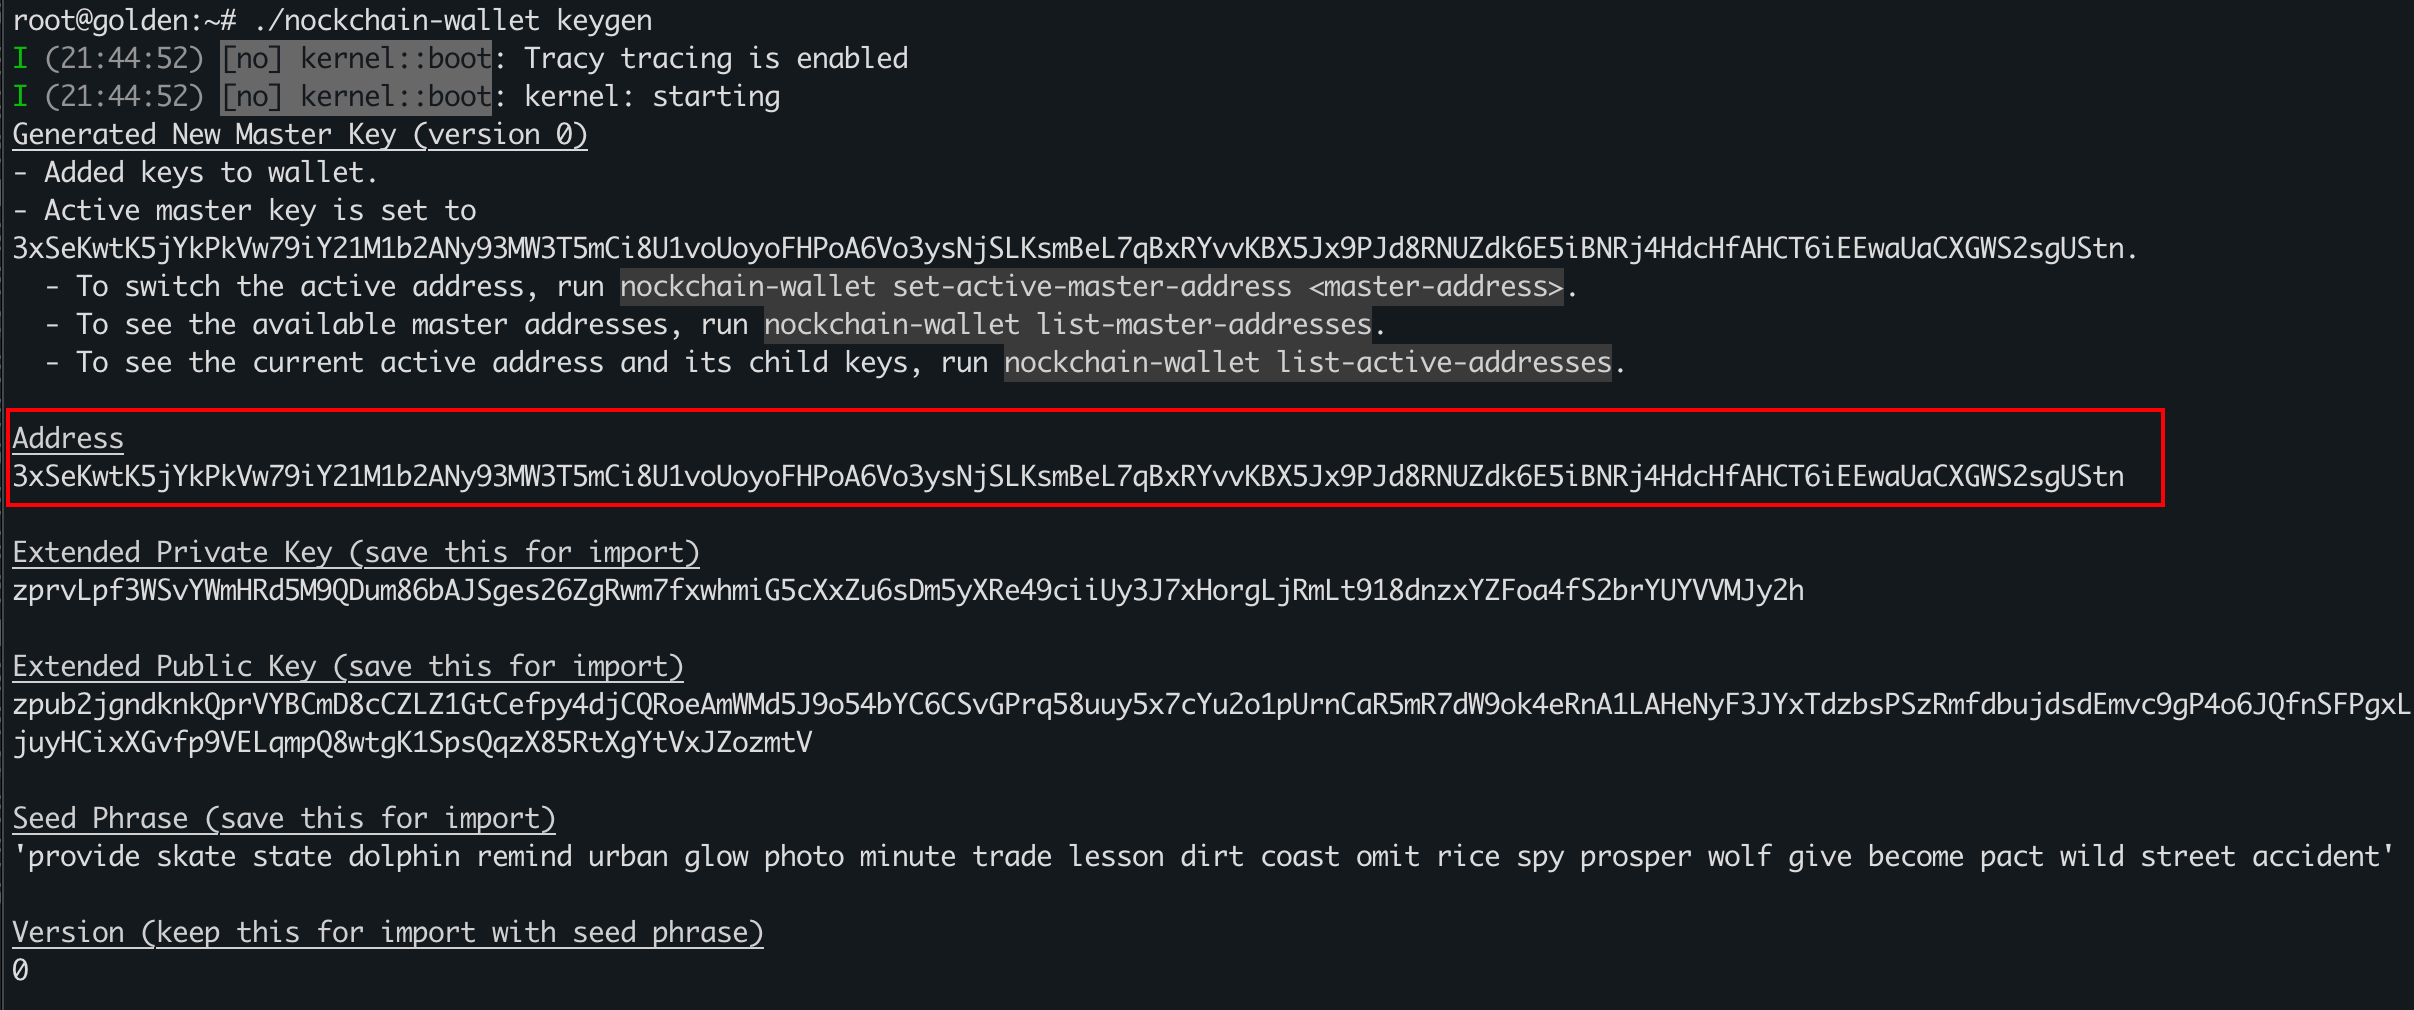 root@golden:~# ./nockchain-wallet keygen
I (21:44:52) [no] kernel::boot: Tracy tracing is enabled
I (21:44:52) [no] kernel::boot: kernel: starting
Generated New Master Key (version 0)
- Added keys to wallet.
- Active master key is set to
3xSeKwtK5jYkPkVw79iY21M1b2ANy93MW3T5mCi8U1voUoyoFHPoA6Vo3ysNjSLKsmBeL7qBxRYvvKBX5Jx9PJd8RNUZdk6E5iBNRj4HdcHfAHCT6iEEwaUaCXGWS2sgUStn.
- To switch the active address, run nockchain-wallet set-active-master-address <master-address>.
- To see the available master addresses, run nockchain-wallet list-master-addresses.
- To see the current active address and its child keys, run nockchain-wallet list-active-addresses.
Address
3xSeKwtK5jYkPkVw79iY21M1b2ANy93MW3T5mCi8U1voUoyoFHPoA6Vo3ysNjSLKsmBeL7qBxRYvvKBX5Jx9PJd8RNUZdk6E5iBNRj4HdcHfAHCT6iEEwaUaCXGWS2sgUStn
Extended Private Key (save this for import)
zprvLpf3WSvYWmHRd5M9QDum86bAJSges26ZgRwm7fxwhmiG5cXxZu6sDm5yXRe49ciiUy3J7xHorgLjRmLt918dnzxYZFoa4fS2brYUYVVMJy2h
Extended Public Key (save this for import)
zpub2jgndknkQprVYBCmD8cCZLZ1GtCefpy4djCQRoeAmWMd5J9o54bYC6CSvGPrq58uuy5x7cYu2o1pUrnCaR5mR7dW9ok4eRnA1LAHeNyF3JYxTdzbsPSzRmfdbujdsdEmvc9gP4o6JQfnSFPgxL
juyHCixXGvfp9VELqmpQ8wtgK1SpsQqzX85RtXgYtVxJZozmtV
Seed Phrase (save this for import)
'provide skate state dolphin remind urban glow photo minute trade lesson dirt coast omit rice spy prosper wolf give become pact wild street accident'
Version (keep this for import with seed phrase)
0